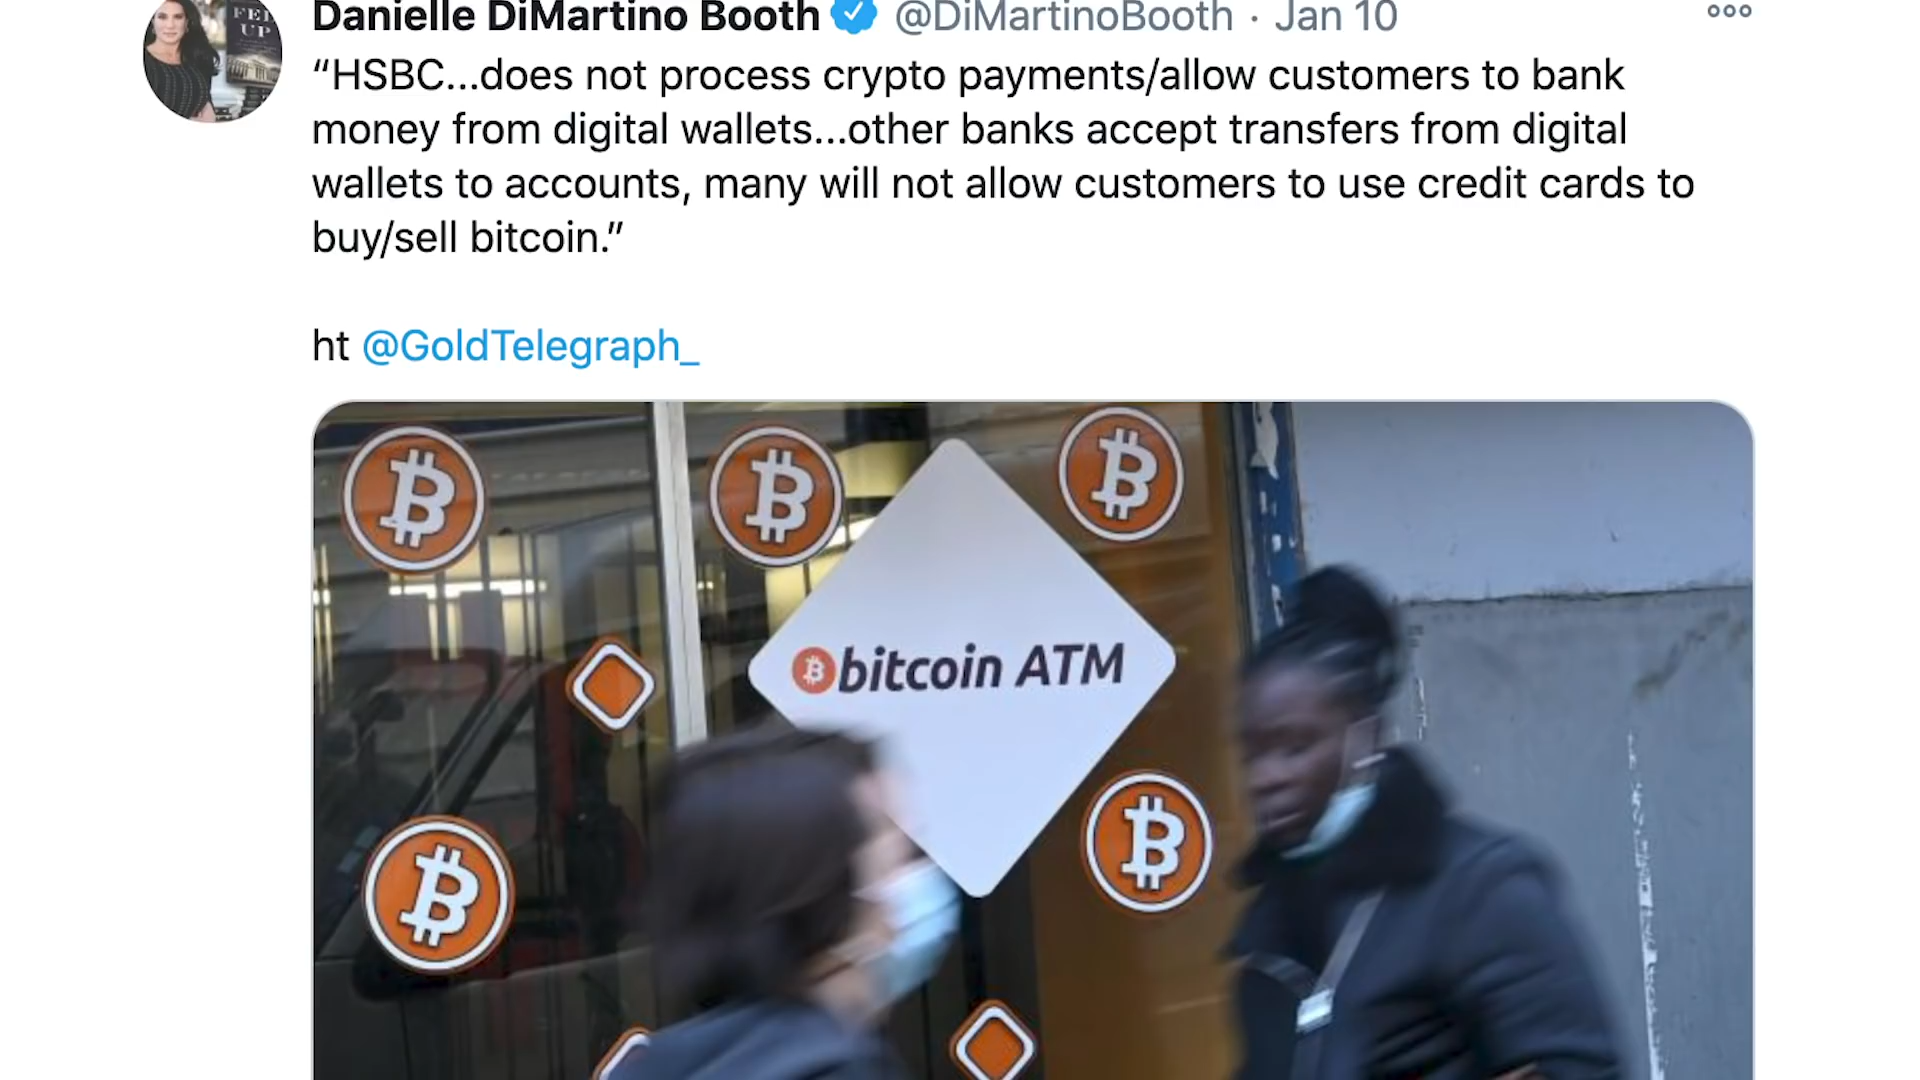 Danielle DiMartino Booth @DiMartinoBooth · Jan 10
“HSBC...does not process crypto payments/allow customers to bank
money from digital wallets...other banks accept transfers from digital
wallets to accounts, many will not allow customers to use credit cards to
buy/sell bitcoin.”
ht @GoldTelegraph_
FED
UP
bitcoin ATM